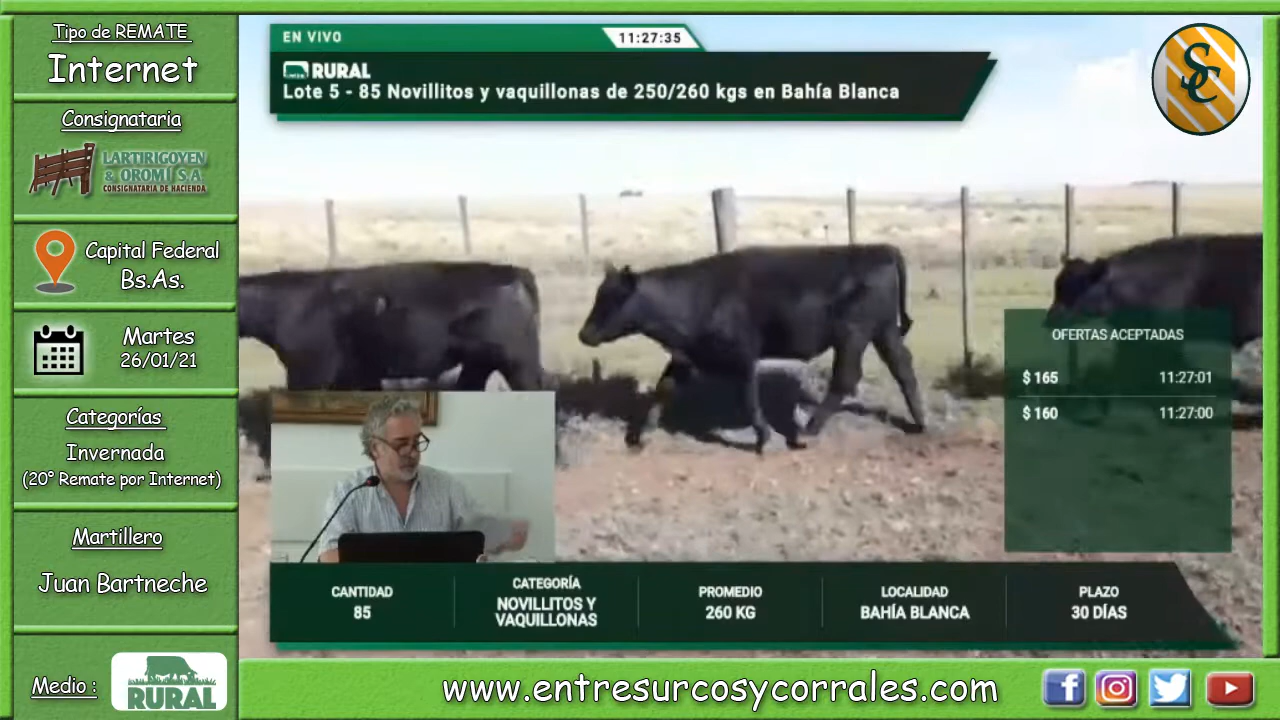 Tipo de REMATE
Internet
Consignataria
LARTIRIGOYEN
& OROMÍ S.A.
CONSIGNATARIA DE HACIENDA
Capital Federal
Bs.As.
Martes
26/01/21
Categorías
Invernada
(20° Remate por Internet)
Martillero
Juan Bartneche
Medio :
RURAL
EN VIVO
11:27:35
RURAL
Lote 5 - 85 Novillitos y vaquillonas de 250/260 kgs en Bahía Blanca
SC
OFERTAS ACEPTADAS
$ 165 11:27:01
$ 160 11:27:00
CANTIDAD
85
CATEGORÍA
NOVILLITOS Y
VAQUILLONAS
PROMEDIO
260 KG
LOCALIDAD
BAHÍA BLANCA
PLAZO
30 DÍAS
www.entresurcosycorrales.com